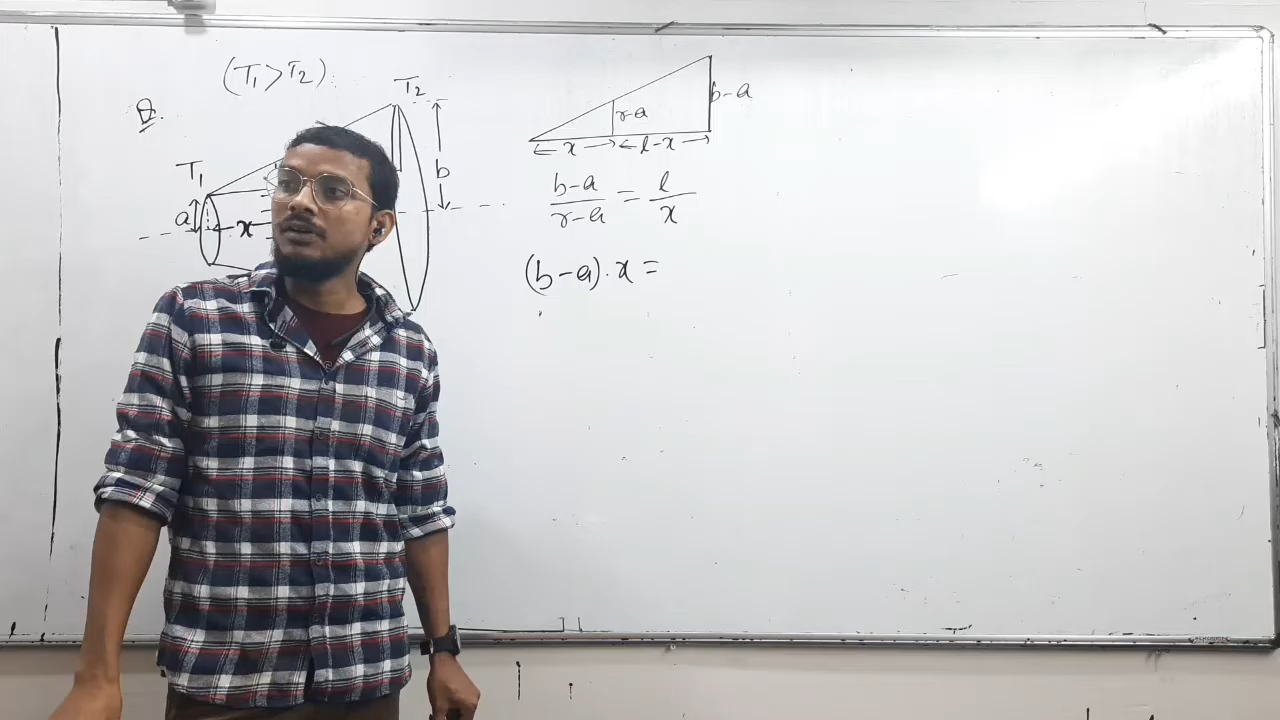 (T₁ > T₂)
Q.
T₂
b
T₁
a
x
b-a
r-a
x
l-x
b-a / r-a = l / x
(b-a).x =